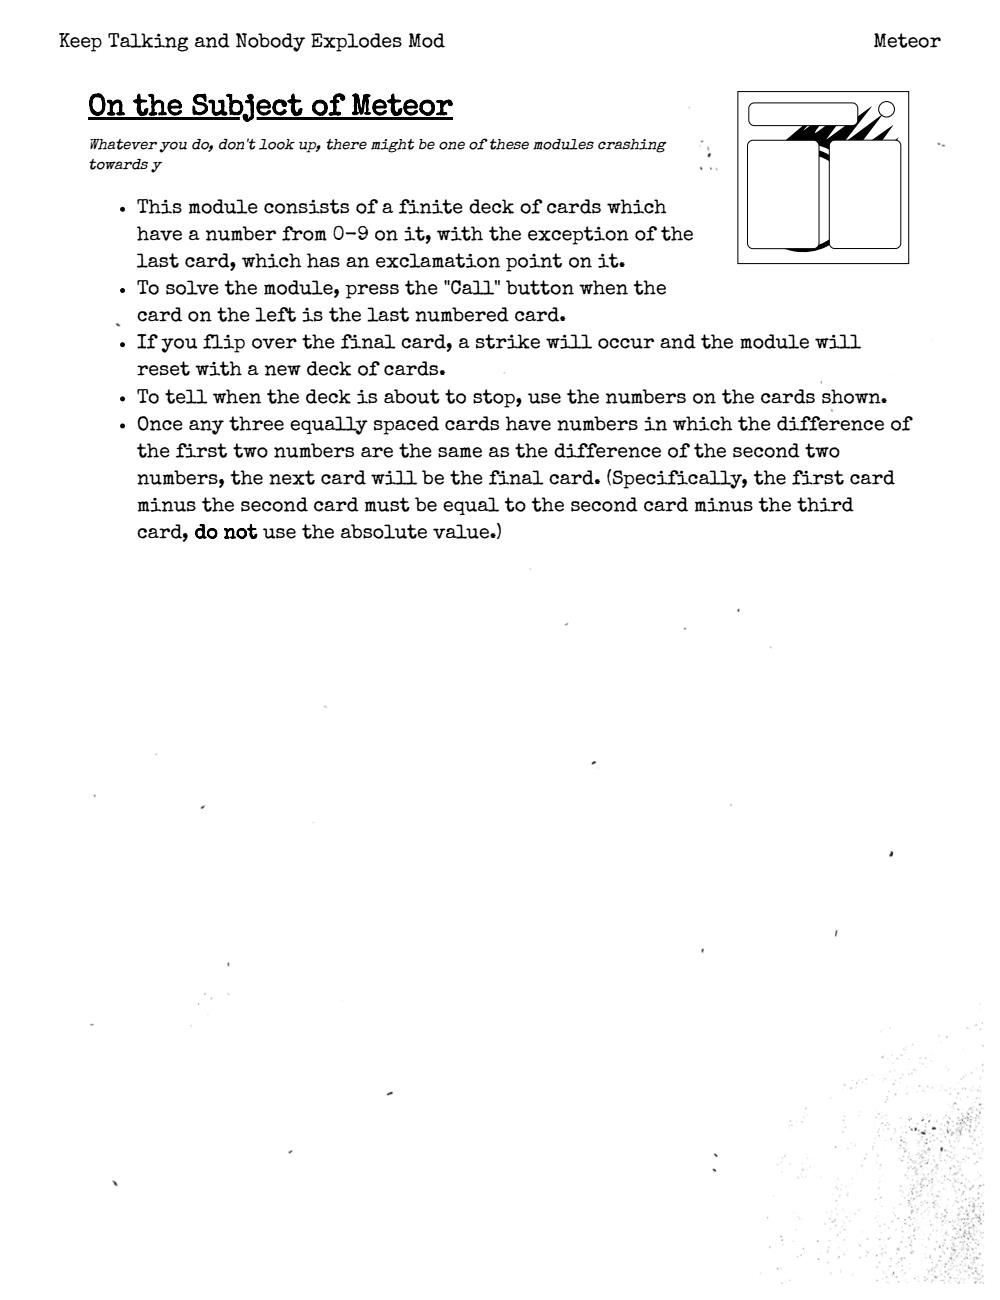 Keep Talking and Nobody Explodes Mod
Meteor
On the Subject of Meteor
Whatever you do, don't look up, there might be one of these modules crashing
towards y
• This module consists of a finite deck of cards which
have a number from 0-9 on it, with the exception of the
last card, which has an exclamation point on it.
• To solve the module, press the "Call" button when the
card on the left is the last numbered card.
• If you flip over the final card, a strike will occur and the module will
reset with a new deck of cards.
• To tell when the deck is about to stop, use the numbers on the cards shown.
• Once any three equally spaced cards have numbers in which the difference of
the first two numbers are the same as the difference of the second two
numbers, the next card will be the final card. (Specifically, the first card
minus the second card must be equal to the second card minus the third
card, do not use the absolute value.)